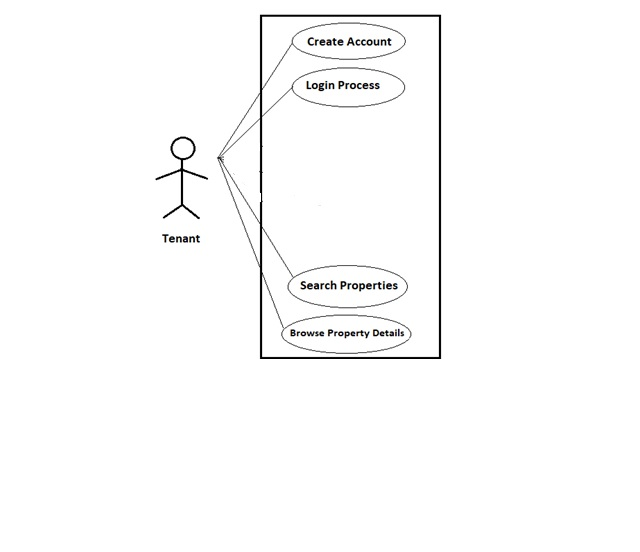 Create Account
Login Process
Tenant
Search Properties
Browse Property Details